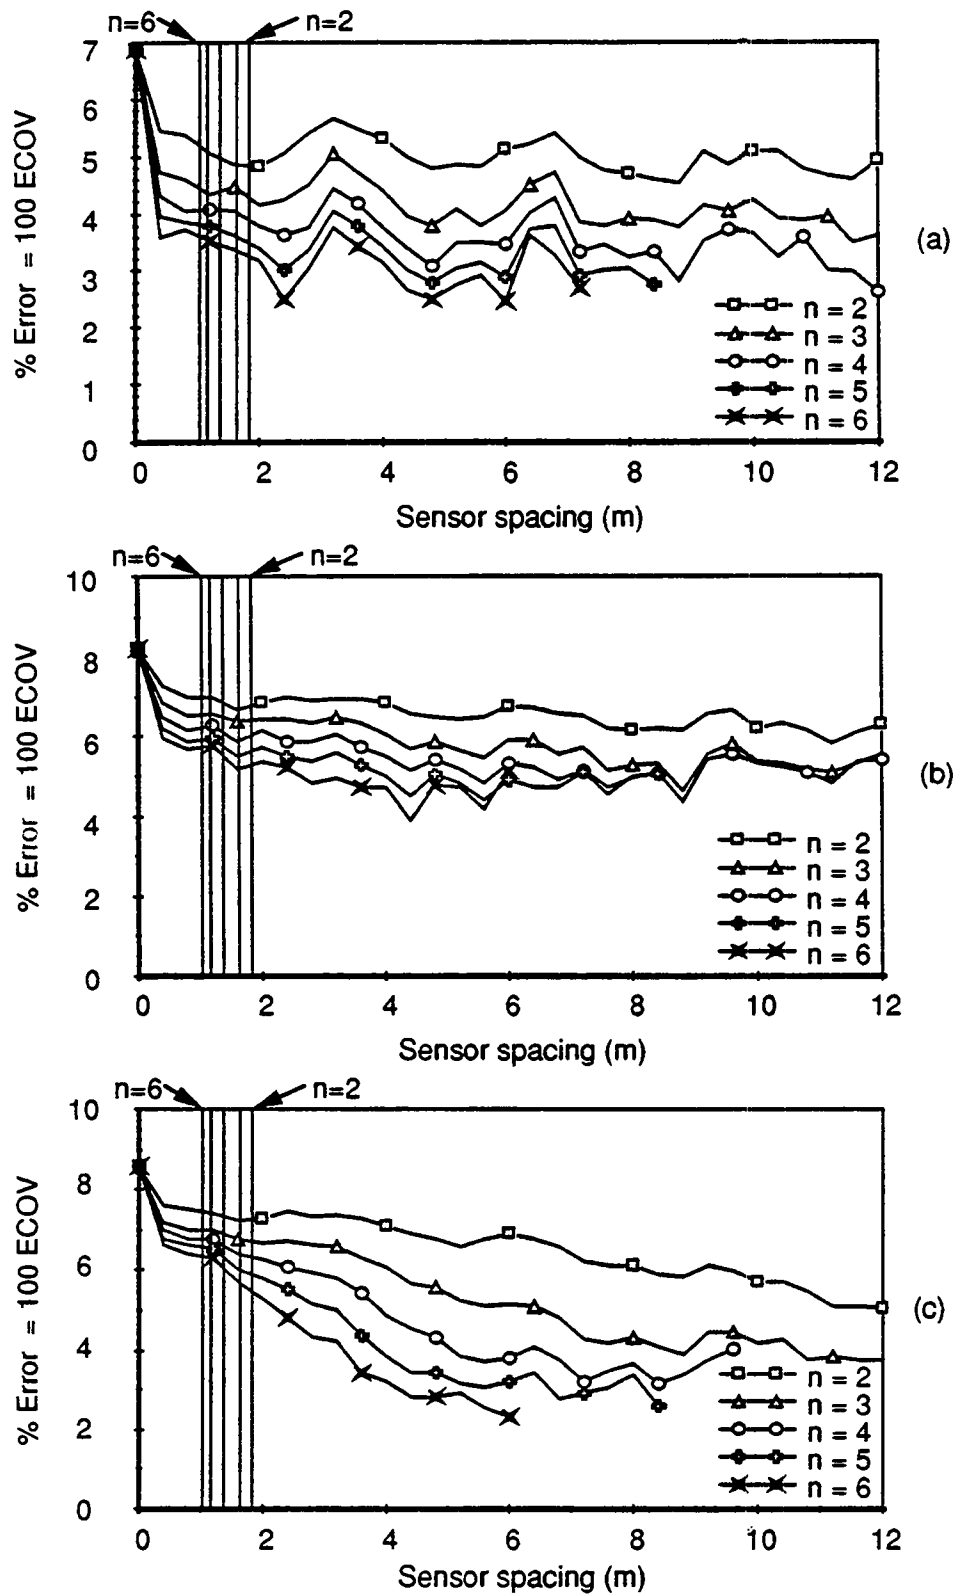 n=6 n=2
7
6
5
4
3
2
1
0
% Error = 100 ECOV
(a)
n = 2
n = 3
n = 4
n = 5
n = 6
0 2 4 6 8 10 12
Sensor spacing (m)
n=6 n=2
10
8
6
4
2
0
% Error = 100 ECOV
(b)
n = 2
n = 3
n = 4
n = 5
n = 6
0 2 4 6 8 10 12
Sensor spacing (m)
n=6 n=2
10
8
6
4
2
0
% Error = 100 ECOV
(c)
n = 2
n = 3
n = 4
n = 5
n = 6
0 2 4 6 8 10 12
Sensor spacing (m)